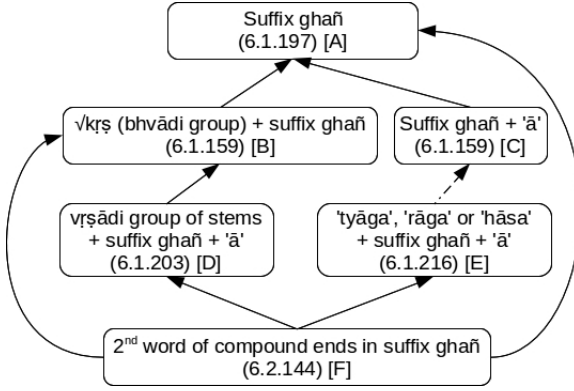 Suffix ghañ
(6.1.197) [A]
√kṛṣ (bhvādi group) + suffix ghañ
(6.1.159) [B]
Suffix ghañ + 'ā'
(6.1.159) [C]
vṛṣādi group of stems
+ suffix ghañ + 'ā'
(6.1.203) [D]
'tyāga', 'rāga' or 'hāsa'
+ suffix ghañ + 'ā'
(6.1.216) [E]
2nd word of compound ends in suffix ghañ
(6.2.144) [F]